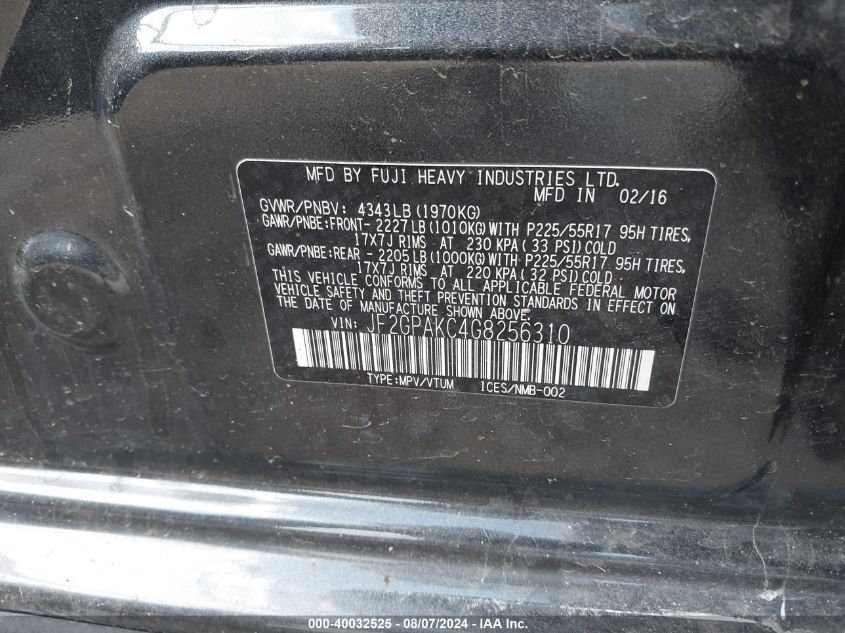 MFD BY FUJI HEAVY INDUSTRIES LTD.
MFD IN 02/16
GVWR/PNBV: 4343LB (1970KG)
GAWR/PNBE:FRONT- 2227LB (1010KG) WITH P225/55R17 95H TIRES,
17X7J RIMS AT 230 KPA (33 PSI) COLD
GAWR/PNBE:REAR - 2205LB (1000KG) WITH P225/55R17 95H TIRES,
17X7J RIMS AT 220 KPA (32 PSI) COLD
THIS VEHICLE CONFORMS TO ALL APPLICABLE FEDERAL MOTOR
VEHICLE SAFETY AND THEFT PREVENTION STANDARDS IN EFFECT ON
THE DATE OF MANUFACTURE SHOWN ABOVE.
VIN: JF2GPAKC4G8256310
TYPE:MPV/VTUM ICES/NMB-002
000-40032525 - 08/07/2024 - IAA Inc.